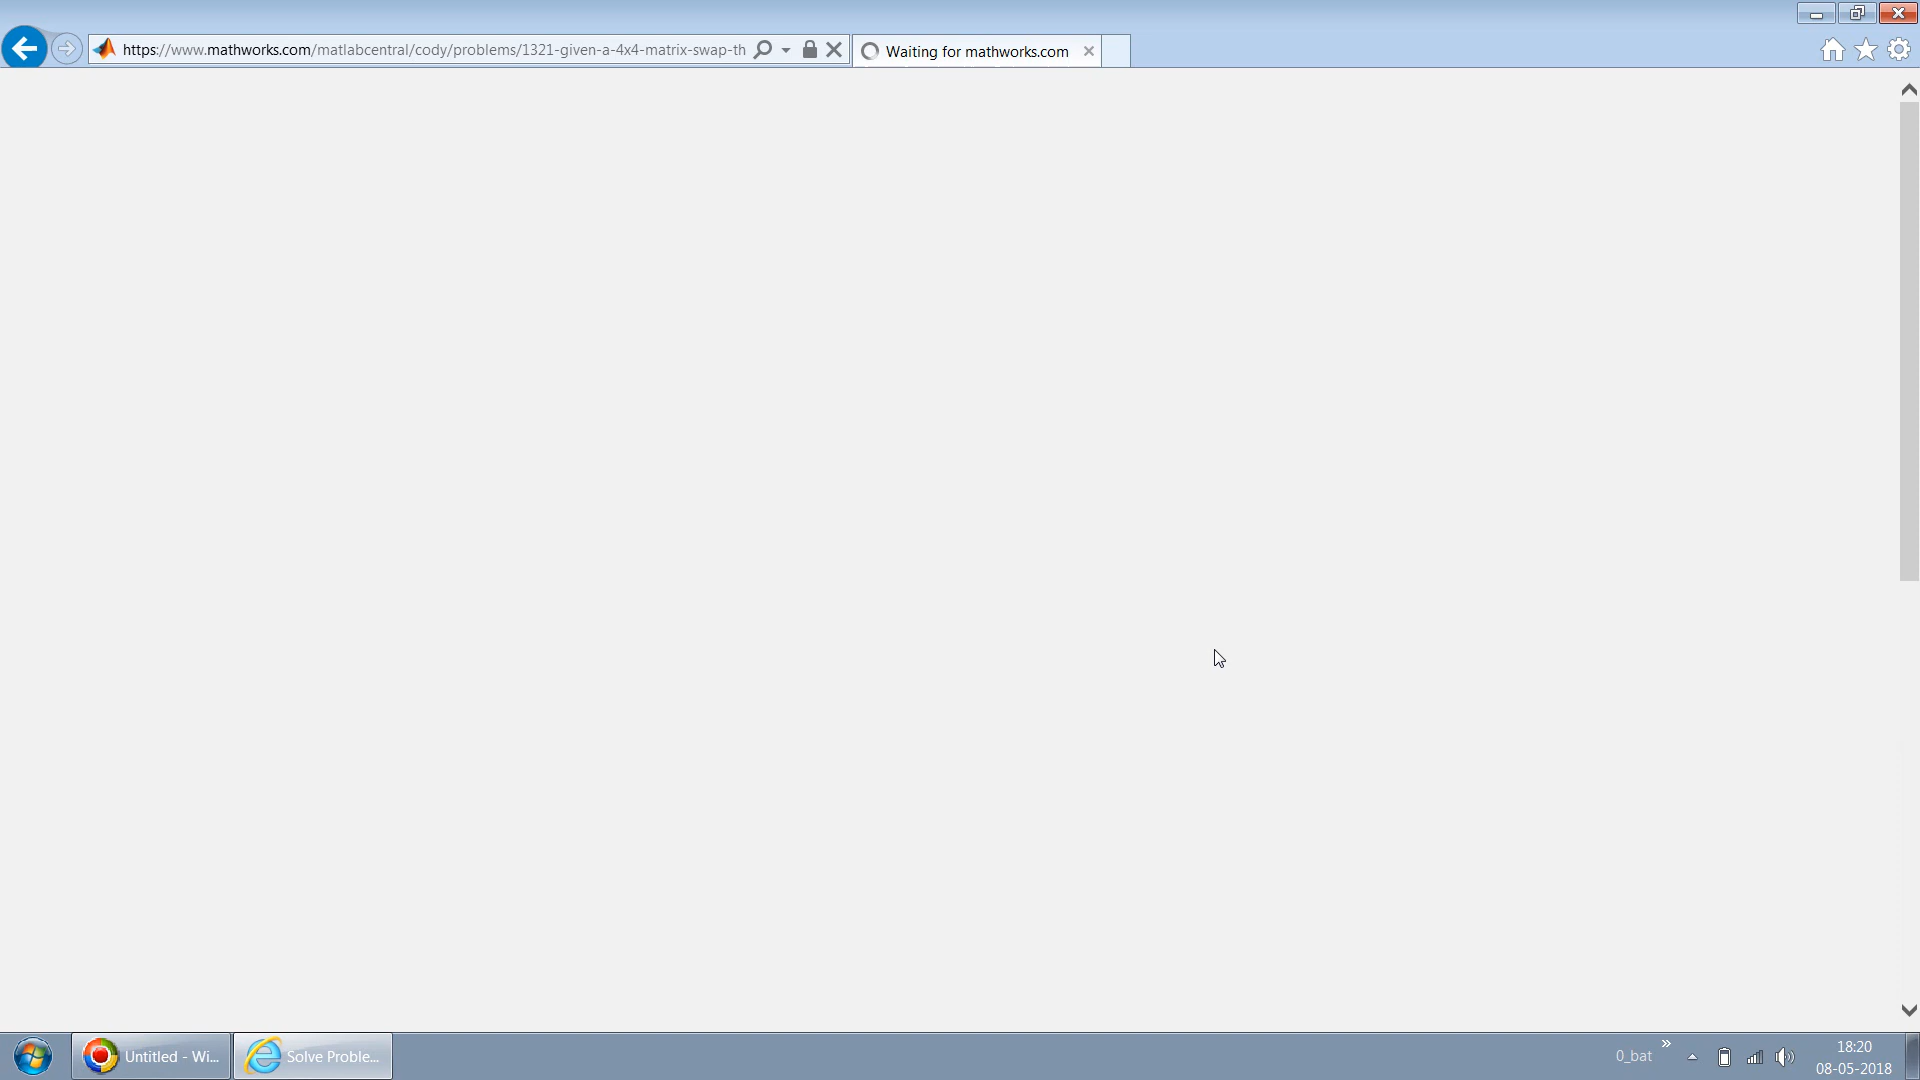 https://www.mathworks.com/matlabcentral/cody/problems/1321-given-a-4x4-matrix-swap-th
Waiting for mathworks.com
Untitled - Wi...
Solve Proble...
0_bat
18:20
08-05-2018